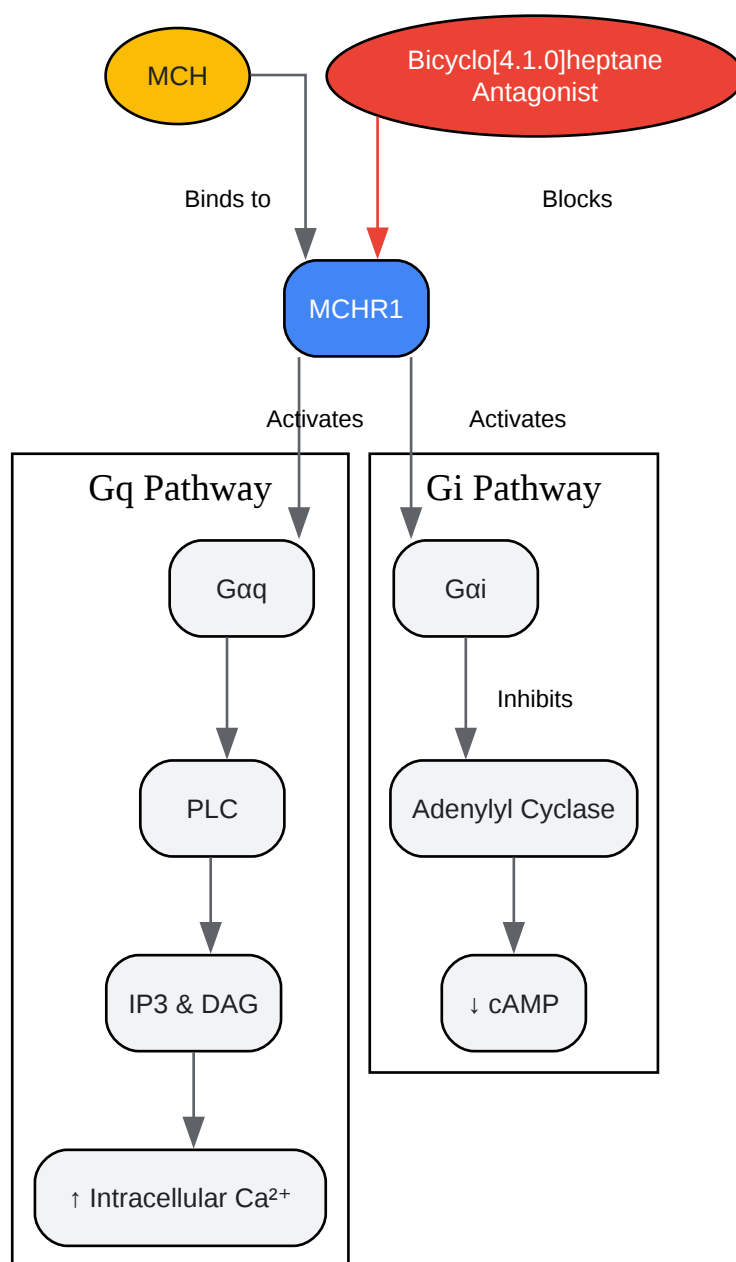 MCH
Bicyclo[4.1.0]heptane
Antagonist
Binds to
Blocks
MCHR1
Activates
Activates
Gq Pathway
Gi Pathway
Gαq
Gαi
Inhibits
PLC
Adenylyl Cyclase
IP3 & DAG
↓ cAMP
↑ Intracellular Ca²⁺